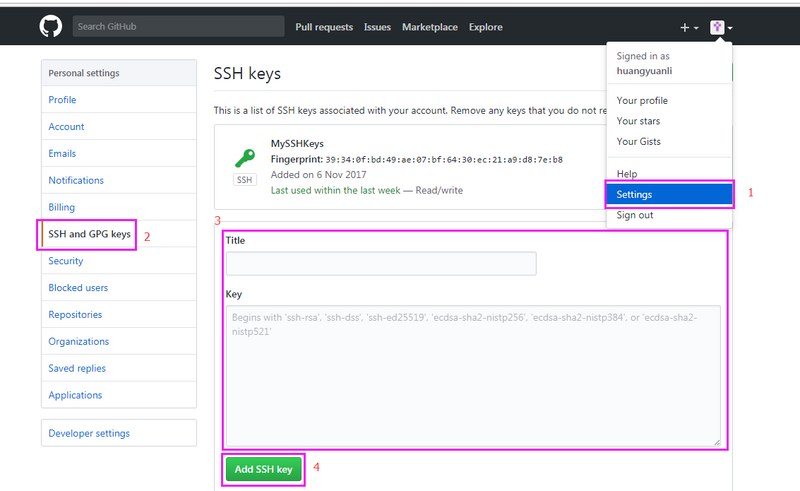 Search GitHub
Pull requests Issues Marketplace Explore
Signed in as
huangyuanli
Your profile
Your stars
Your Gists
Help
Settings
1
Sign out
Personal settings
Profile
Account
Emails
Notifications
Billing
SSH and GPG keys
2
Security
Blocked users
Repositories
Organizations
Saved replies
Applications
Developer settings
SSH keys
This is a list of SSH keys associated with your account. Remove any keys that you do not re
MySSHKeys
Fingerprint: 39:34:0f:bd:49:ae:07:bf:64:30:ec:21:a9:d8:7e:b8
SSH
Added on 6 Nov 2017
Last used within the last week — Read/write
3
Title
Key
Begins with 'ssh-rsa', 'ssh-dss', 'ssh-ed25519', 'ecdsa-sha2-nistp256', 'ecdsa-sha2-nistp384', or 'ecdsa-sha2-
nistp521'
Add SSH key
4